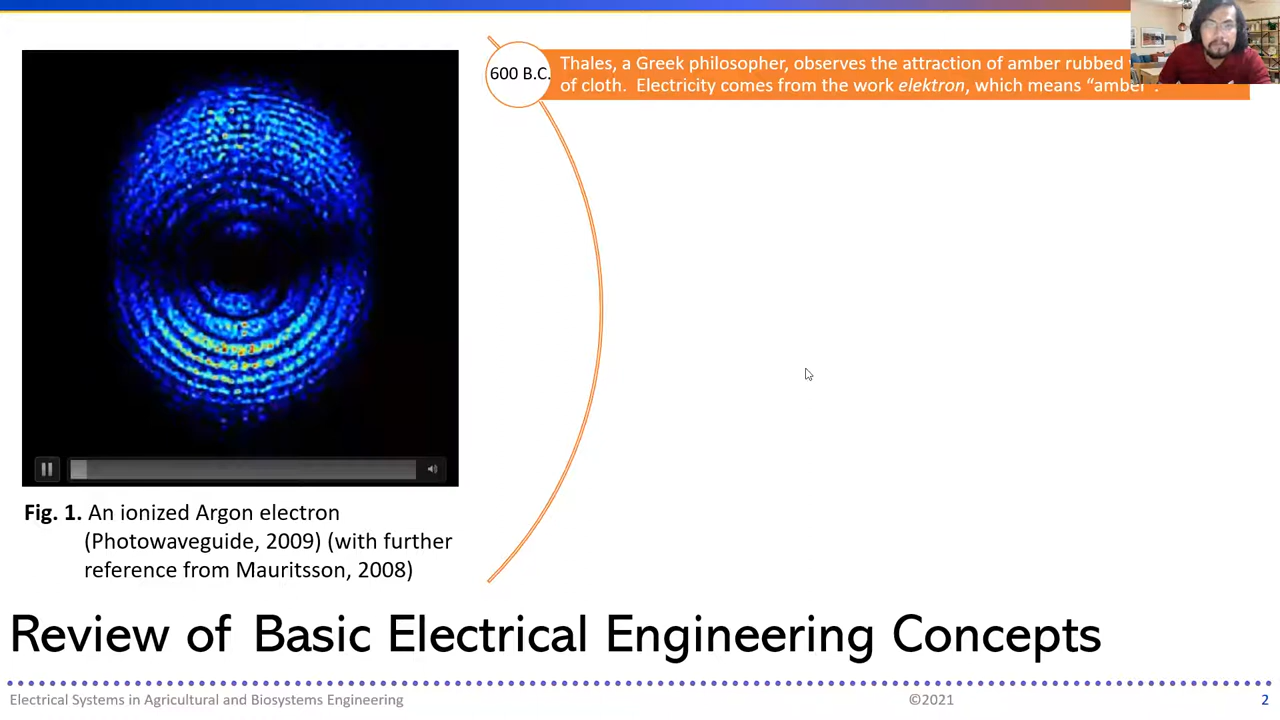 600 B.C.
Thales, a Greek philosopher, observes the attraction of amber rubbed
of cloth. Electricity comes from the work elektron, which means “amber”.
Fig. 1. An ionized Argon electron
(Photowaveguide, 2009) (with further
reference from Mauritsson, 2008)
Review of Basic Electrical Engineering Concepts
Electrical Systems in Agricultural and Biosystems Engineering
©2021
2